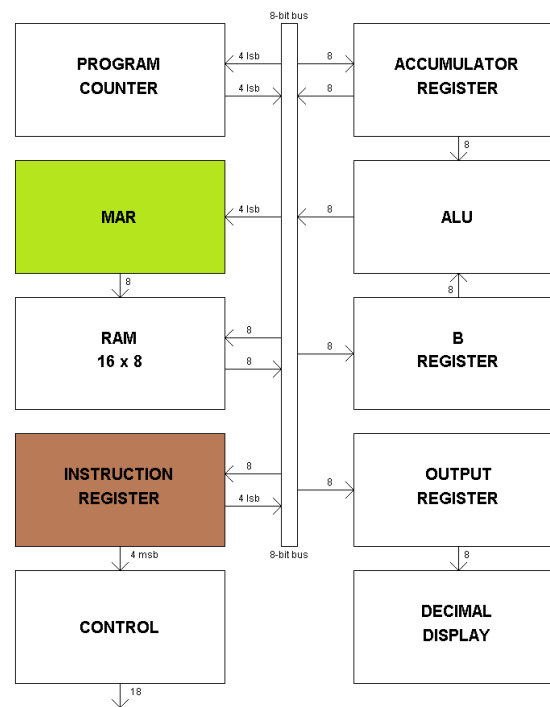 8-bit bus
PROGRAM
COUNTER
4 lsb
4 lsb
8
8
ACCUMULATOR
REGISTER
8
MAR
4 lsb
8
ALU
8
8
RAM
16 x 8
8
8
8
B
REGISTER
INSTRUCTION
REGISTER
8
4 lsb
8
OUTPUT
REGISTER
4 msb
8-bit bus
8
CONTROL
DECIMAL
DISPLAY
18